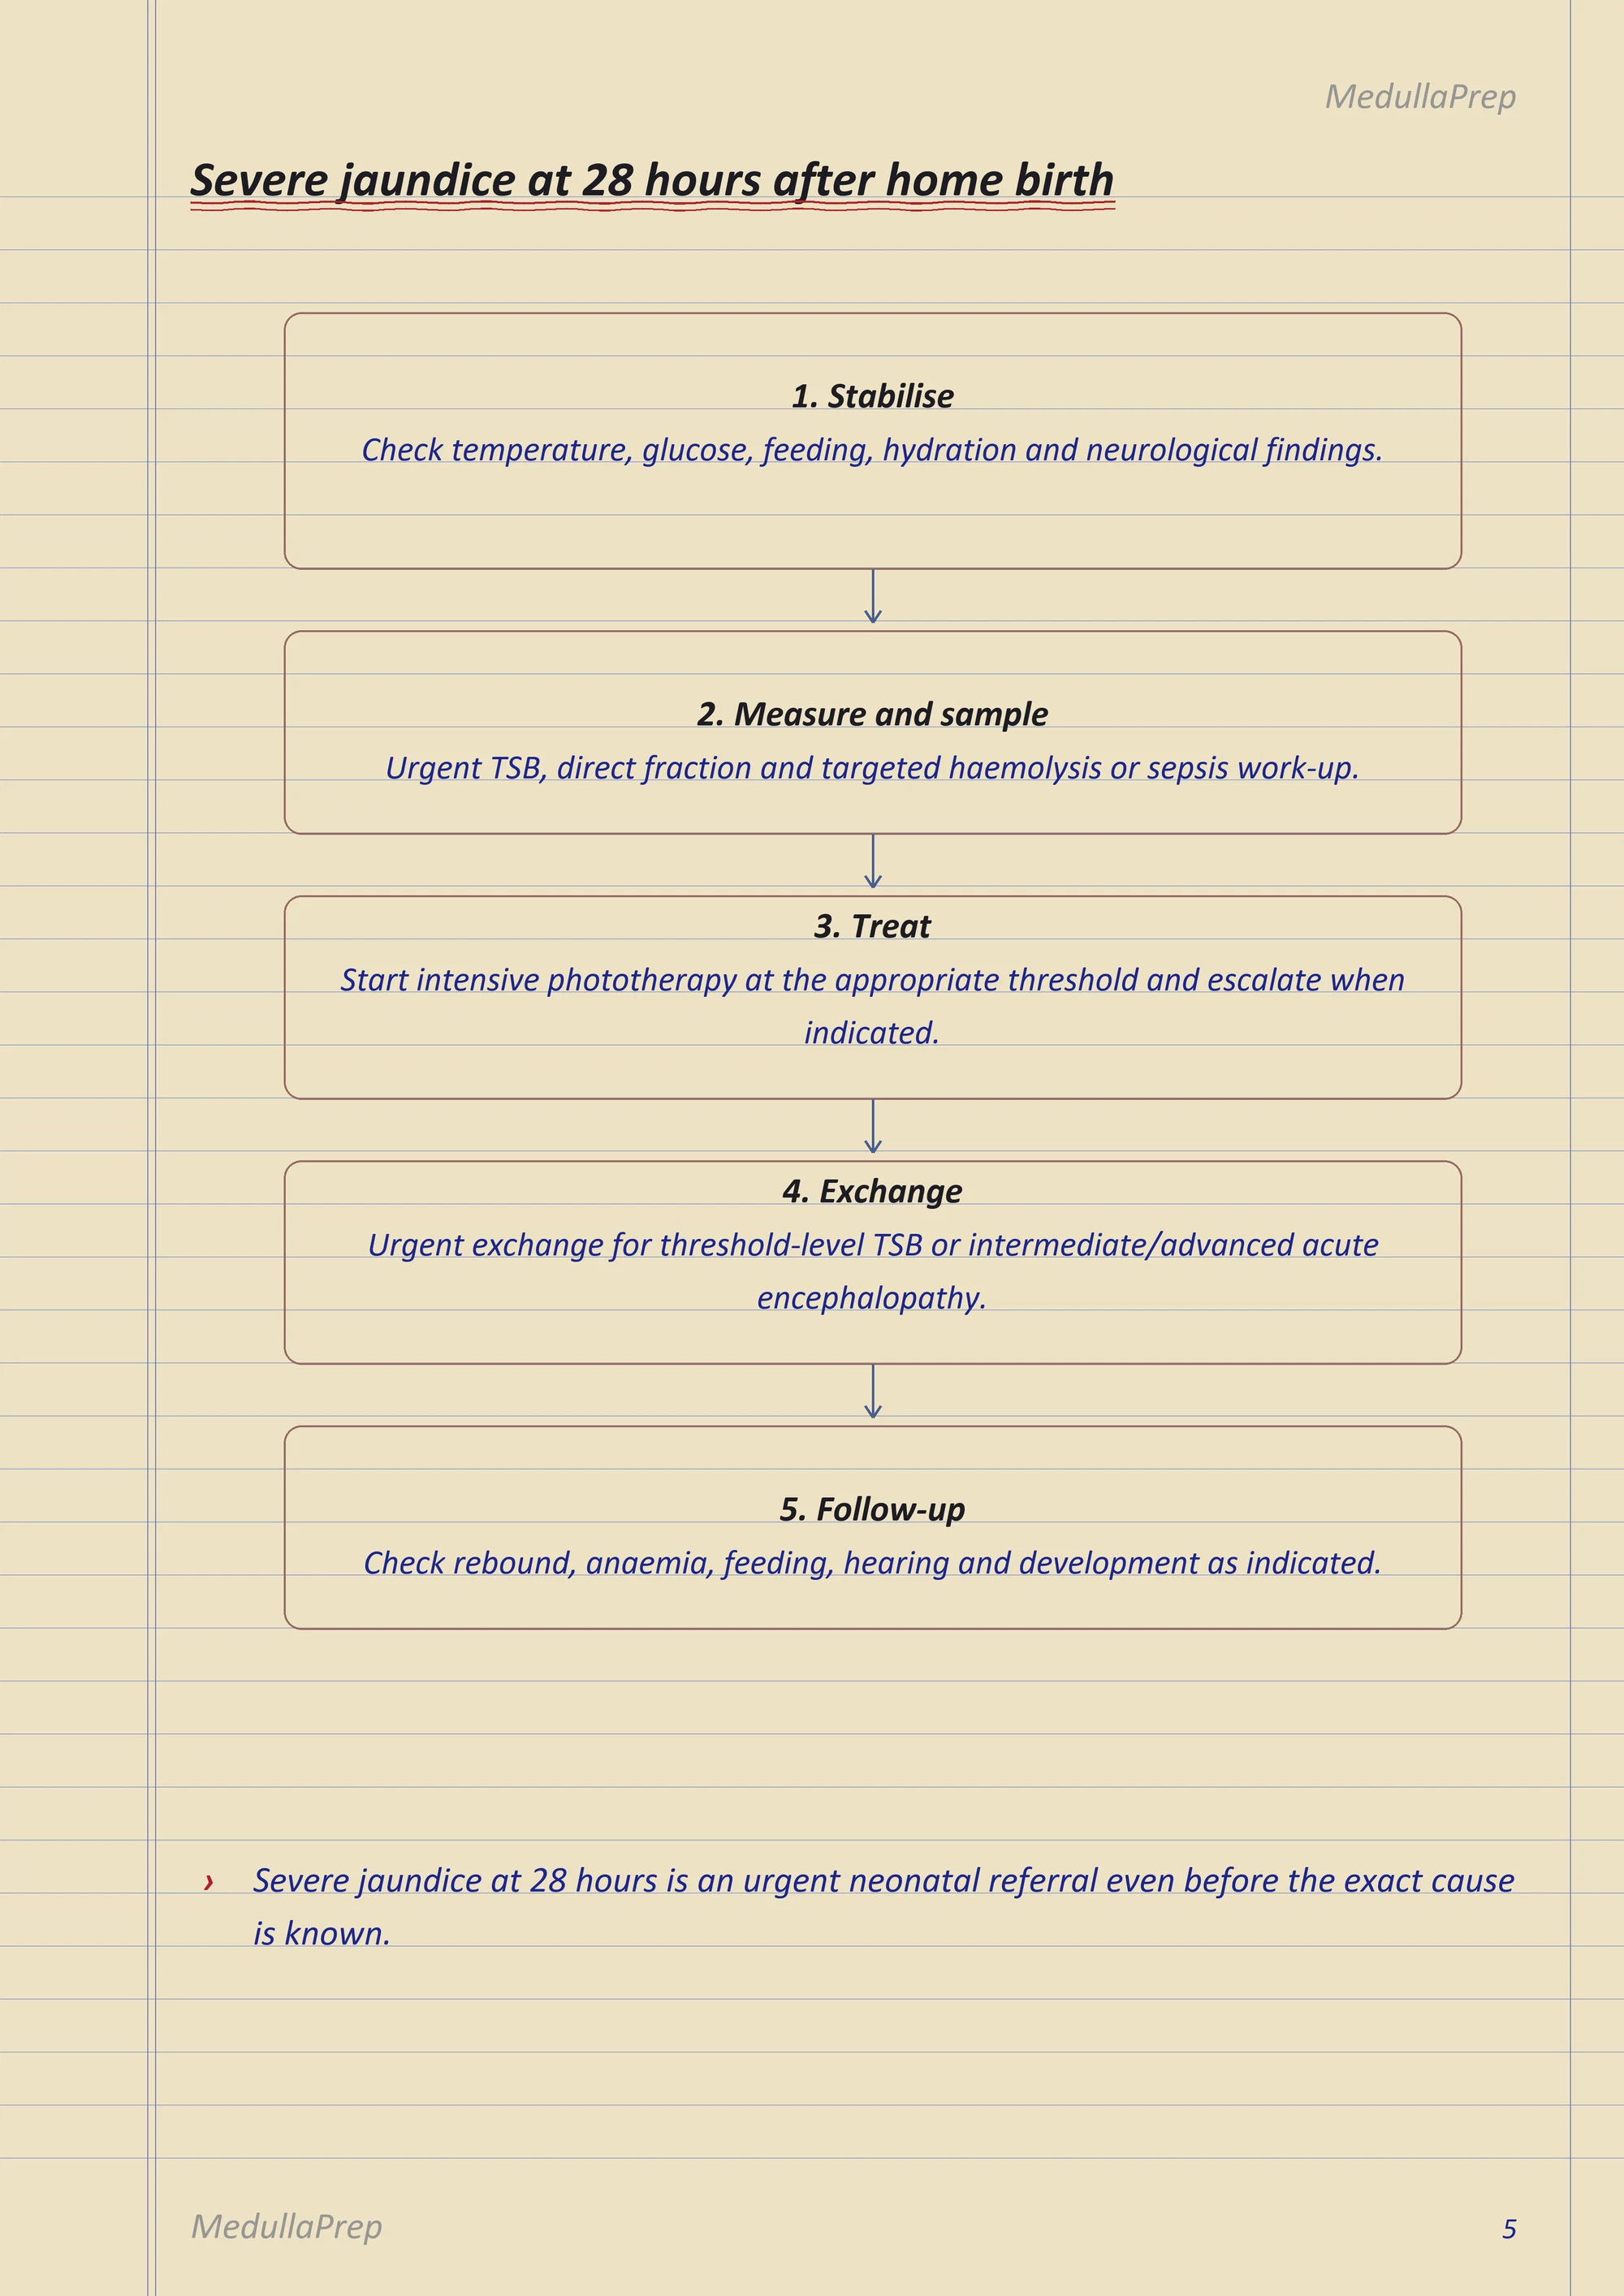 MedullaPrep
Severe jaundice at 28 hours after home birth
1. Stabilise
Check temperature, glucose, feeding, hydration and neurological findings.
2. Measure and sample
Urgent TSB, direct fraction and targeted haemolysis or sepsis work-up.
3. Treat
Start intensive phototherapy at the appropriate threshold and escalate when
indicated.
4. Exchange
Urgent exchange for threshold-level TSB or intermediate/advanced acute
encephalopathy.
5. Follow-up
Check rebound, anaemia, feeding, hearing and development as indicated.
› Severe jaundice at 28 hours is an urgent neonatal referral even before the exact cause
is known.
MedullaPrep
5